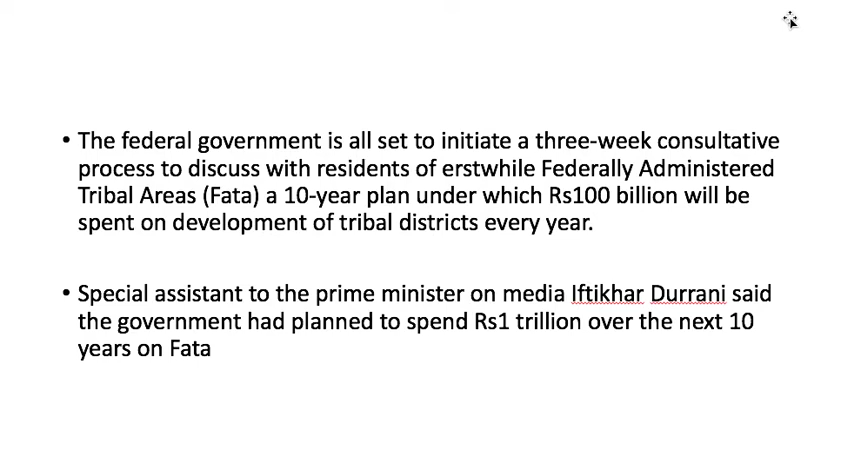 • The federal government is all set to initiate a three-week consultative
process to discuss with residents of erstwhile Federally Administered
Tribal Areas (Fata) a 10-year plan under which Rs100 billion will be
spent on development of tribal districts every year.
• Special assistant to the prime minister on media Iftikhar Durrani said
the government had planned to spend Rs1 trillion over the next 10
years on Fata